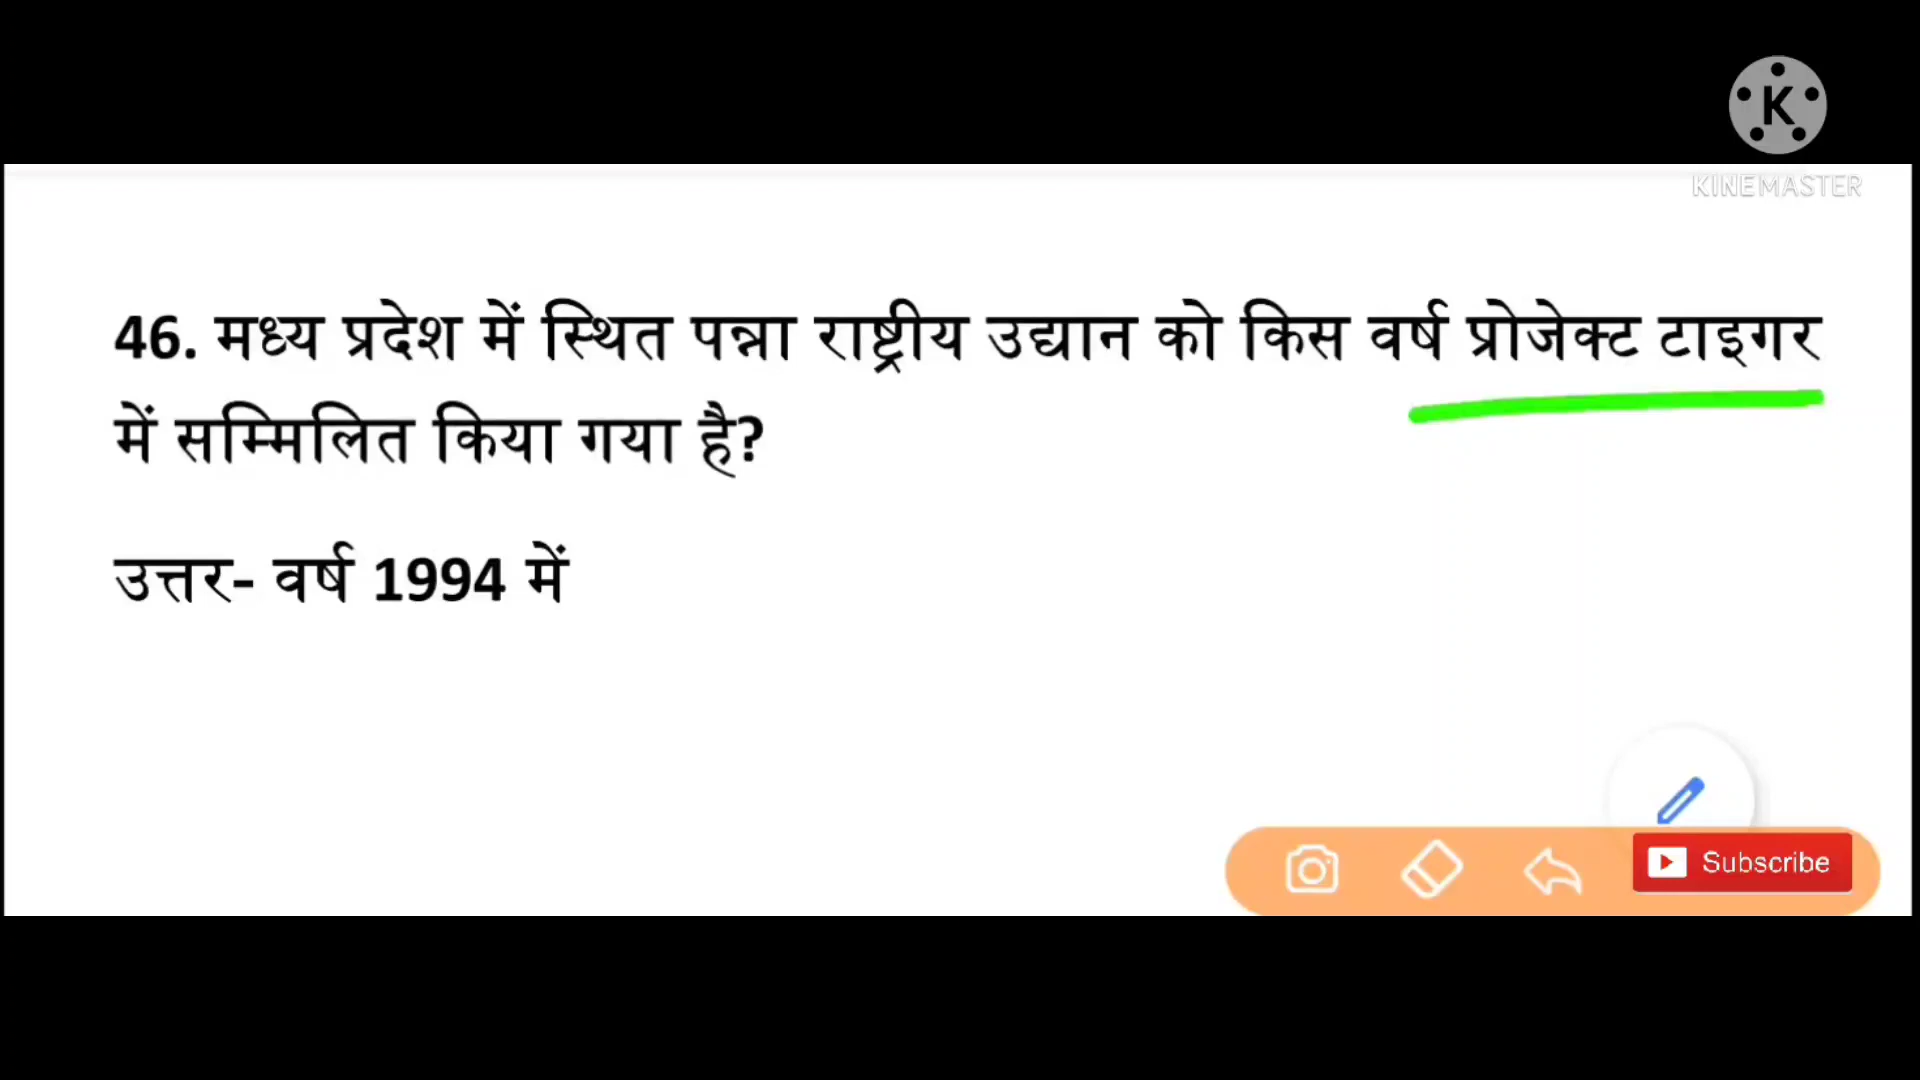 K
KINEMASTER
46. मध्य प्रदेश में स्थित पन्ना राष्ट्रीय उद्यान को किस वर्ष प्रोजेक्ट टाइगर
में सम्मिलित किया गया है?
उत्तर- वर्ष 1994 में
Subscribe